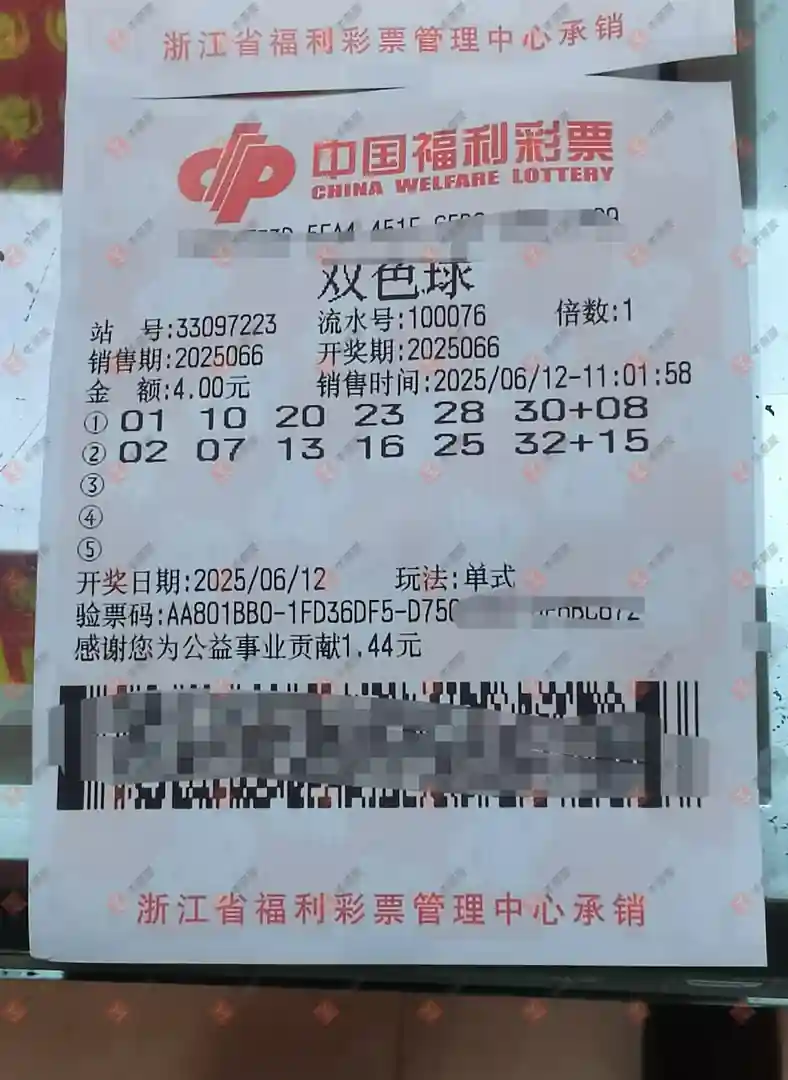 浙江省福利彩票管理中心承销
中国福利彩票
CHINA WELFARE LOTTERY
双色球
站 号:33097223 流水号:100076 倍数:1
销售期:2025066 开奖期:2025066
金 额:4.00元 销售时间:2025/06/12-11:01:58
① 01 10 20 23 28 30+08
② 02 07 13 16 25 32+15
③
④
⑤
开奖日期:2025/06/12 玩法:单式
验票码:AA801BB0-1FD36DF5-D75
感谢您为公益事业贡献1.44元
浙江省福利彩票管理中心承销